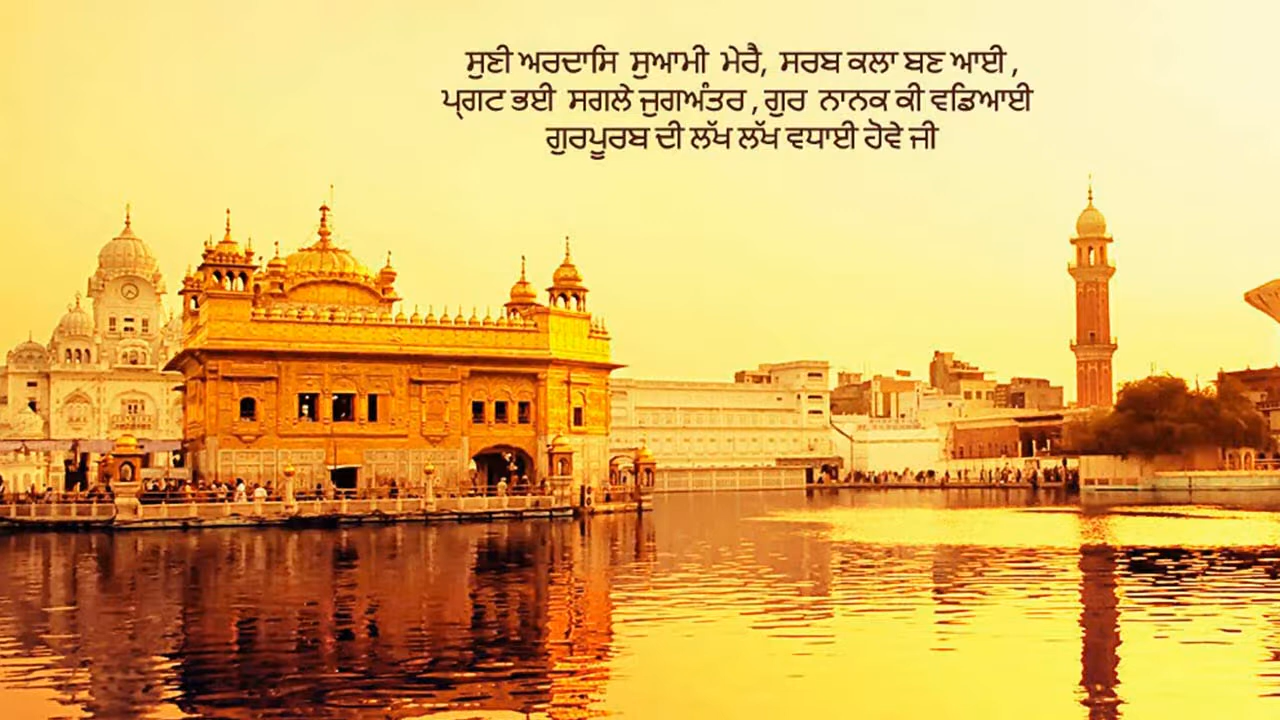 ਸੁਣੀ ਅਰਦਾਸਿ ਸੁਆਮੀ ਮੇਰੈ, ਸਰਬ ਕਲਾ ਬਣ ਆਈ ,
ਪ੍ਰਗਟ ਭਈ ਸਗਲੇ ਜੁਗਅੰਤਰ , ਗੁਰ ਨਾਨਕ ਕੀ ਵਡਿਆਈ
ਗੁਰਪੂਰਬ ਦੀ ਲੱਖ ਲੱਖ ਵਧਾਈ ਹੋਵੇ ਜੀ